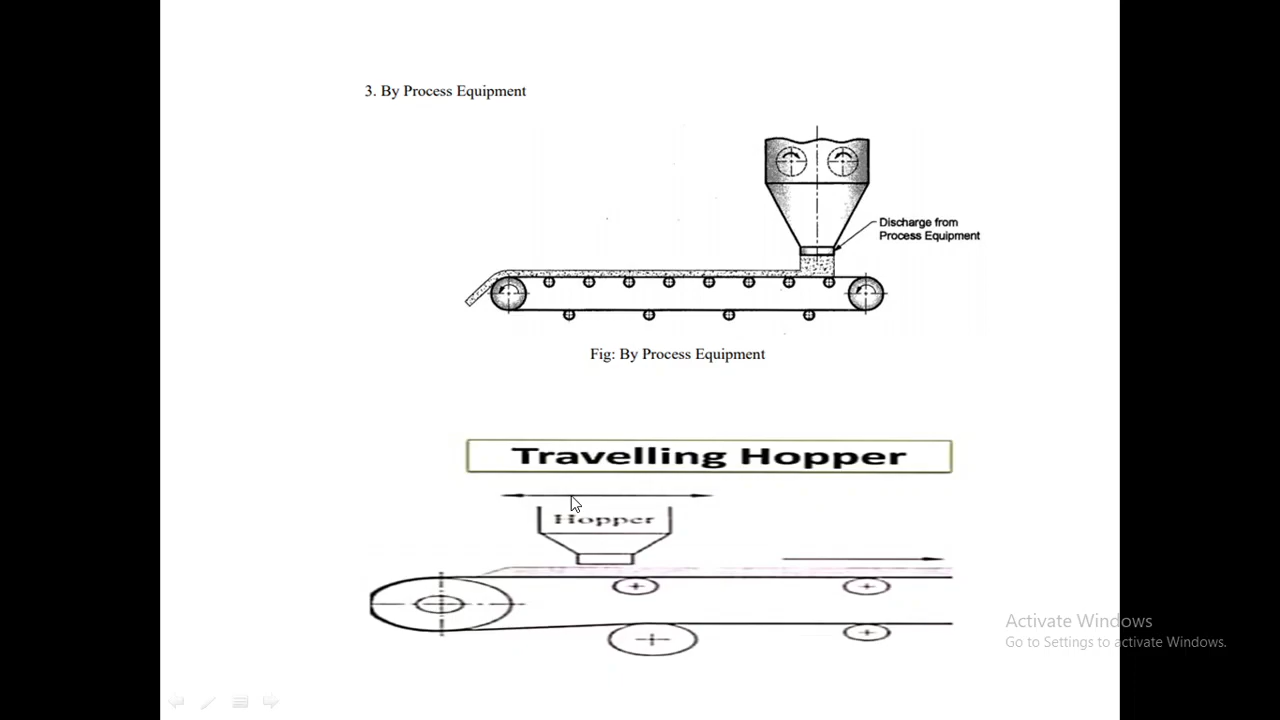 3. By Process Equipment
Discharge from
Process Equipment
Fig: By Process Equipment
Travelling Hopper
Hopper
Activate Windows
Go to Settings to activate Windows.